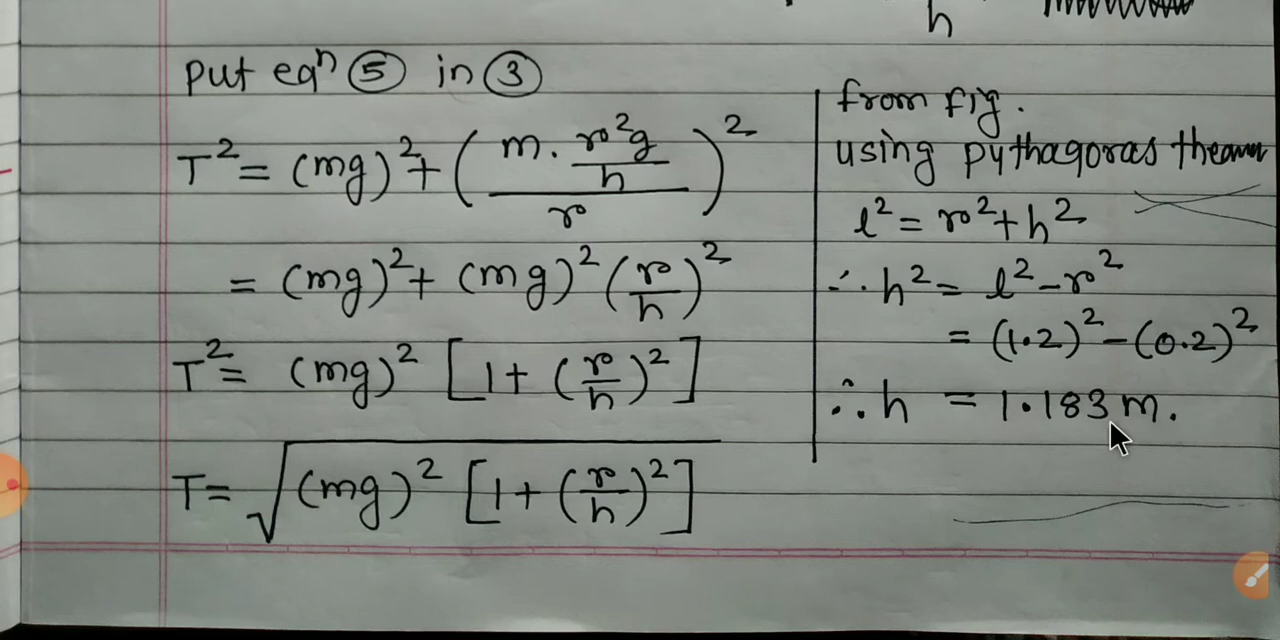 h
put eqⁿ ⑤ in ③
T² = (mg)² + ( m · r²g/h / r )²
= (mg)² + (mg)² (r/h)²
T² = (mg)² [1 + (r/h)²]
T = √(mg)² [1 + (r/h)²]
from fig.
using pythagoras
l² = r² + h²
∴ h² = l² - r²
= (1.2)² - (0.2)²
∴ h = 1.183 m.